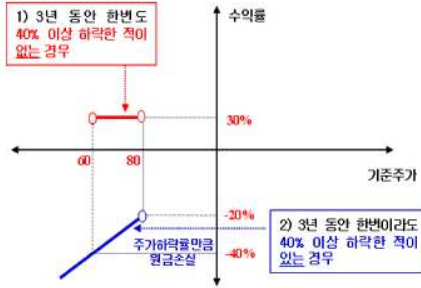 1) 3년 동안 한번도
40% 이상 하락한 적이
없는 경우
수익률
30%
60
80
기준주가
-20%
주가하락률만큼
원금손실
-40%
2) 3년 동안 한번이라도
40% 이상 하락한 적이
있는 경우